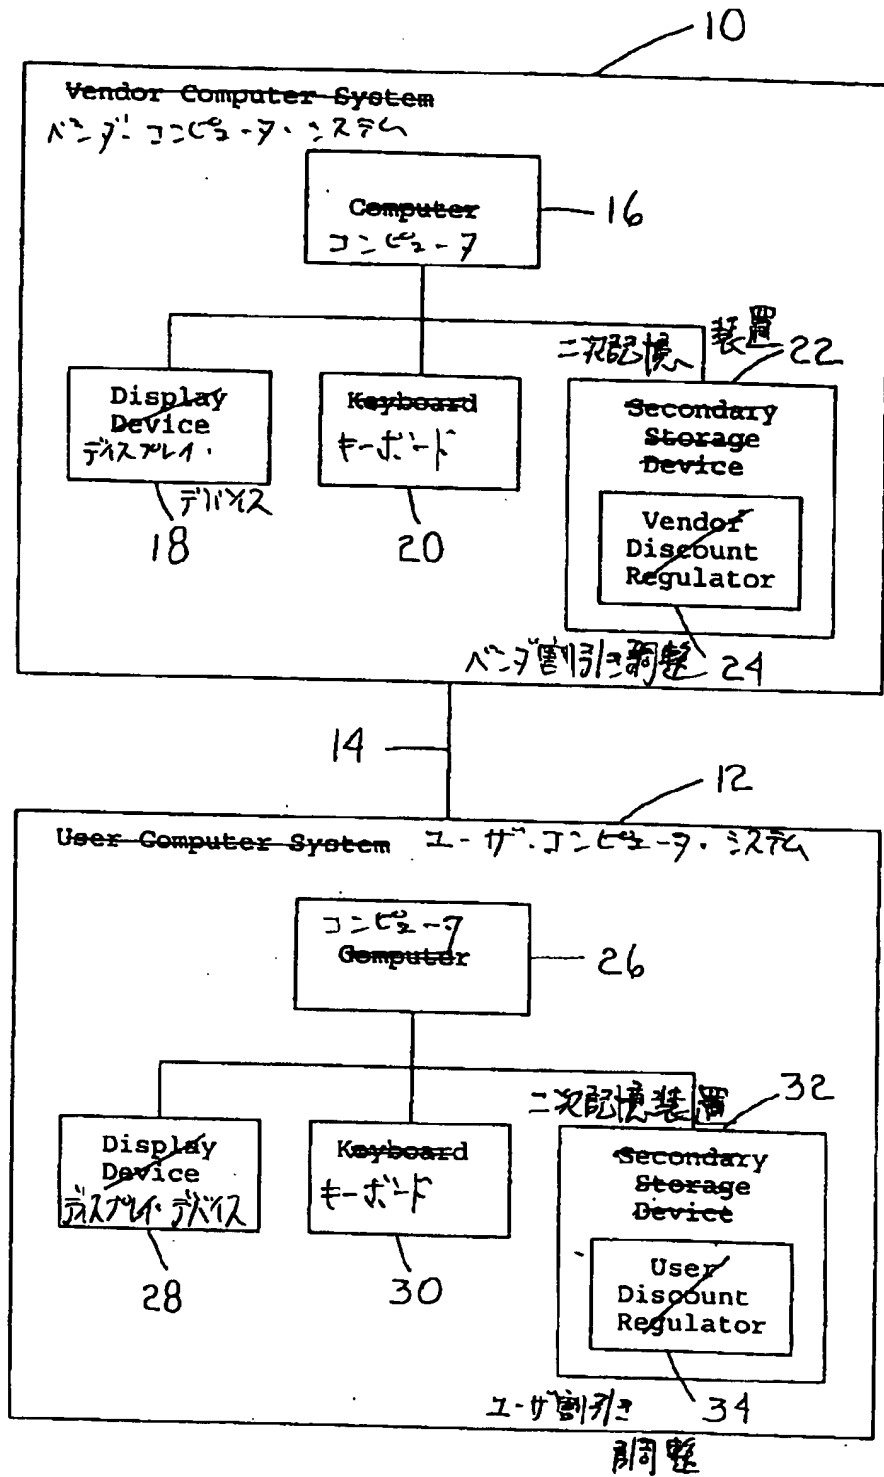 10
Vendor Computer System
ベンダ・コンピュータ・システム
Computer
コンピュータ
16
二次記憶装置
22
Display
Device
ディスプレイ・
デバイス
18
Keyboard
キーボード
20
Secondary
Storage
Device
Vendor
Discount
Regulator
ベンダ割引き調整
24
14
12
User Computer System
ユーザ・コンピュータ・システム
コンピュータ
Computer
26
二次記憶装置
32
Display
Device
ディスプレイ・デバイス
28
Keyboard
キーボード
30
Secondary
Storage
Device
User
Discount
Regulator
ユーザ割引き
調整
34